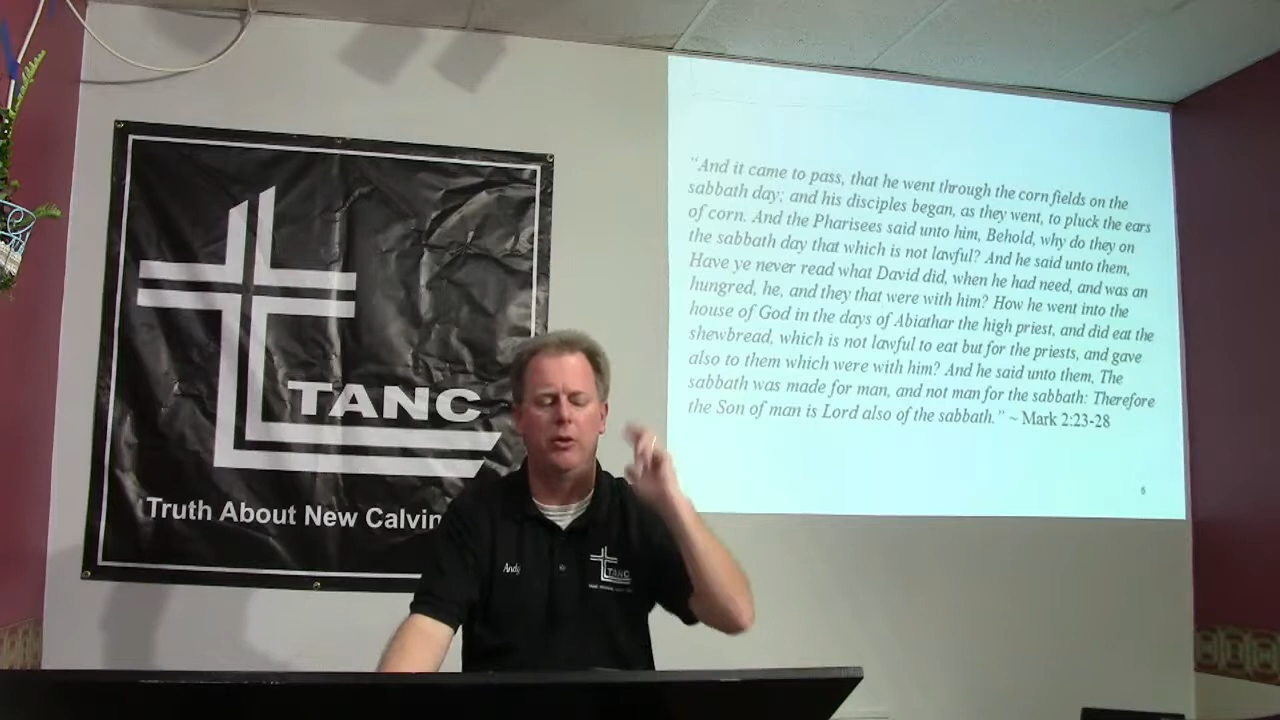 TANC
Truth About New Calvin
Andy
TANC
“And it came to pass, that he went through the corn fields on the
sabbath day; and his disciples began, as they went, to pluck the ears
of corn. And the Pharisees said unto him, Behold, why do they on
the sabbath day that which is not lawful? And he said unto them,
Have ye never read what David did, when he had need, and was an
hungred, he, and they that were with him? How he went into the
house of God in the days of Abiathar the high priest, and did eat the
shewbread, which is not lawful to eat but for the priests, and gave
also to them which were with him? And he said unto them, The
sabbath was made for man, and not man for the sabbath: Therefore
the Son of man is Lord also of the sabbath.” ~ Mark 2:23-28
6